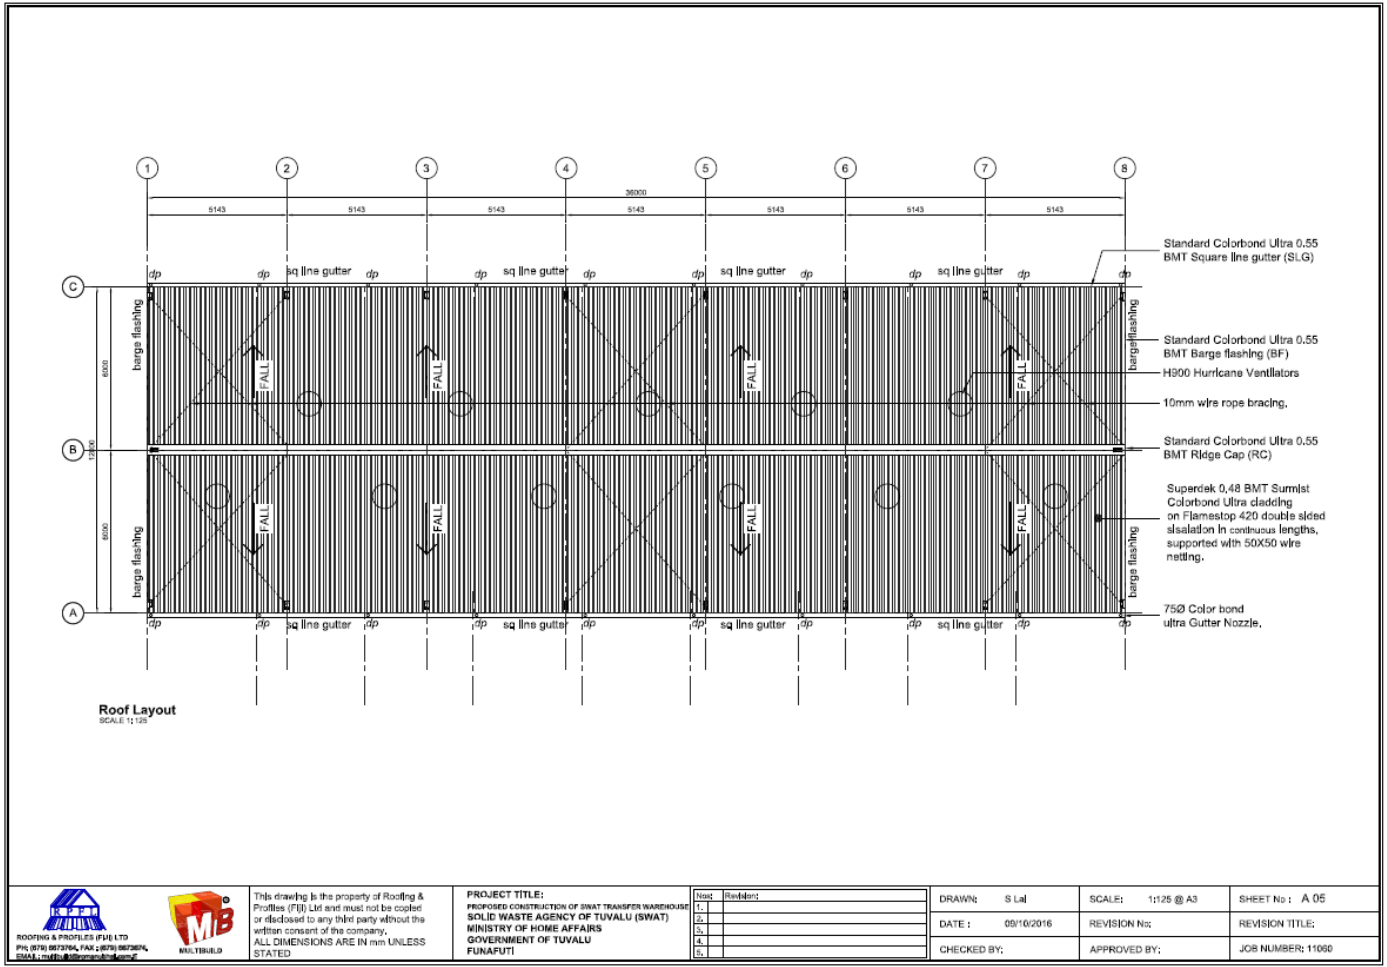 1 2 3 4 5 6 7 8
36000
5143 5143 5143 5143 5143 5143 5143
Standard Colorbond Ultra 0.55
BMT Square line gutter (SLG)
dp dp sq line gutter dp dp sq line gutter dp dp sq line gutter dp dp sq line gutter dp dp
C
barge flashing
barge flashing
Standard Colorbond Ultra 0.55
BMT Barge flashing (BF)
6000
FALL FALL FALL FALL
H900 Hurricane Ventilators
10mm wire rope bracing.
B
12000
Standard Colorbond Ultra 0.55
BMT Ridge Cap (RC)
Superdek 0.48 BMT Surmist
Colorbond Ultra cladding
on Flamestop 420 double sided
sisalation in continuous lengths,
supported with 50X50 wire
netting.
6000
FALL FALL FALL FALL
barge flashing
barge flashing
A
75Ø Color bond
ultra Gutter Nozzle.
dp dp sq line gutter dp dp sq line gutter dp dp sq line gutter dp dp sq line gutter dp dp
Roof Layout
SCALE 1:125
RPFL
ROOFING & PROFILES (FIJI) LTD
PH: (679) 6673764, FAX : (679) 6673674,
MB
MULTIBUILD
This drawing is the property of Roofing &
Profiles (Fiji) Ltd and must not be copied
or disclosed to any third party without the
written consent of the company.
ALL DIMENSIONS ARE IN mm UNLESS
STATED
PROJECT TITLE:
PROPOSED CONSTRUCTION OF SWAT TRANSFER WAREHOUSE
SOLID WASTE AGENCY OF TUVALU (SWAT)
MINISTRY OF HOME AFFAIRS
GOVERNMENT OF TUVALU
FUNAFUTI
Nos: Revision:
1.
2.
3.
4.
5.
DRAWN: S Lal
DATE : 09/10/2016
CHECKED BY:
SCALE: 1:125 @ A3
REVISION No:
APPROVED BY:
SHEET No : A 05
REVISION TITLE:
JOB NUMBER: 11060